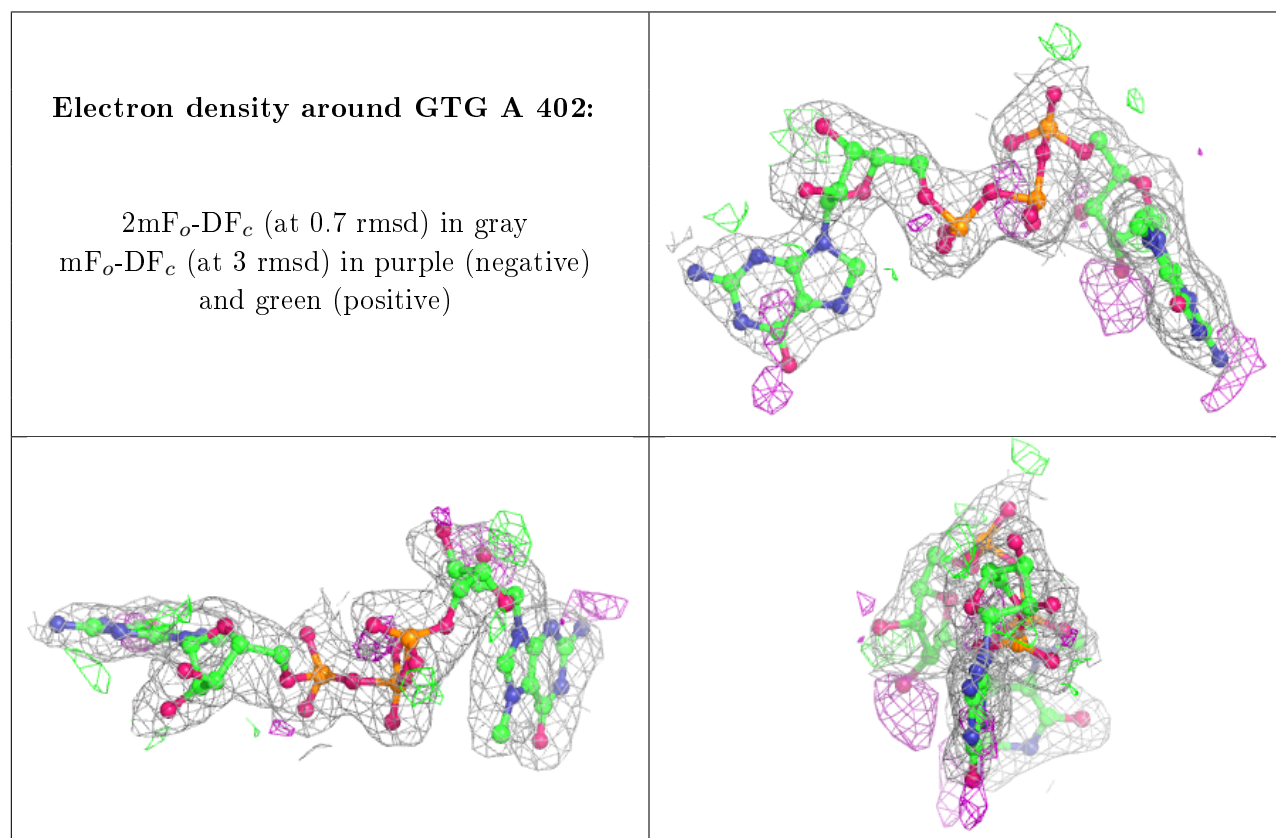 Electron density around GTG A 402:
2mFo-DFc (at 0.7 rmsd) in gray
mFo-DFc (at 3 rmsd) in purple (negative)
and green (positive)